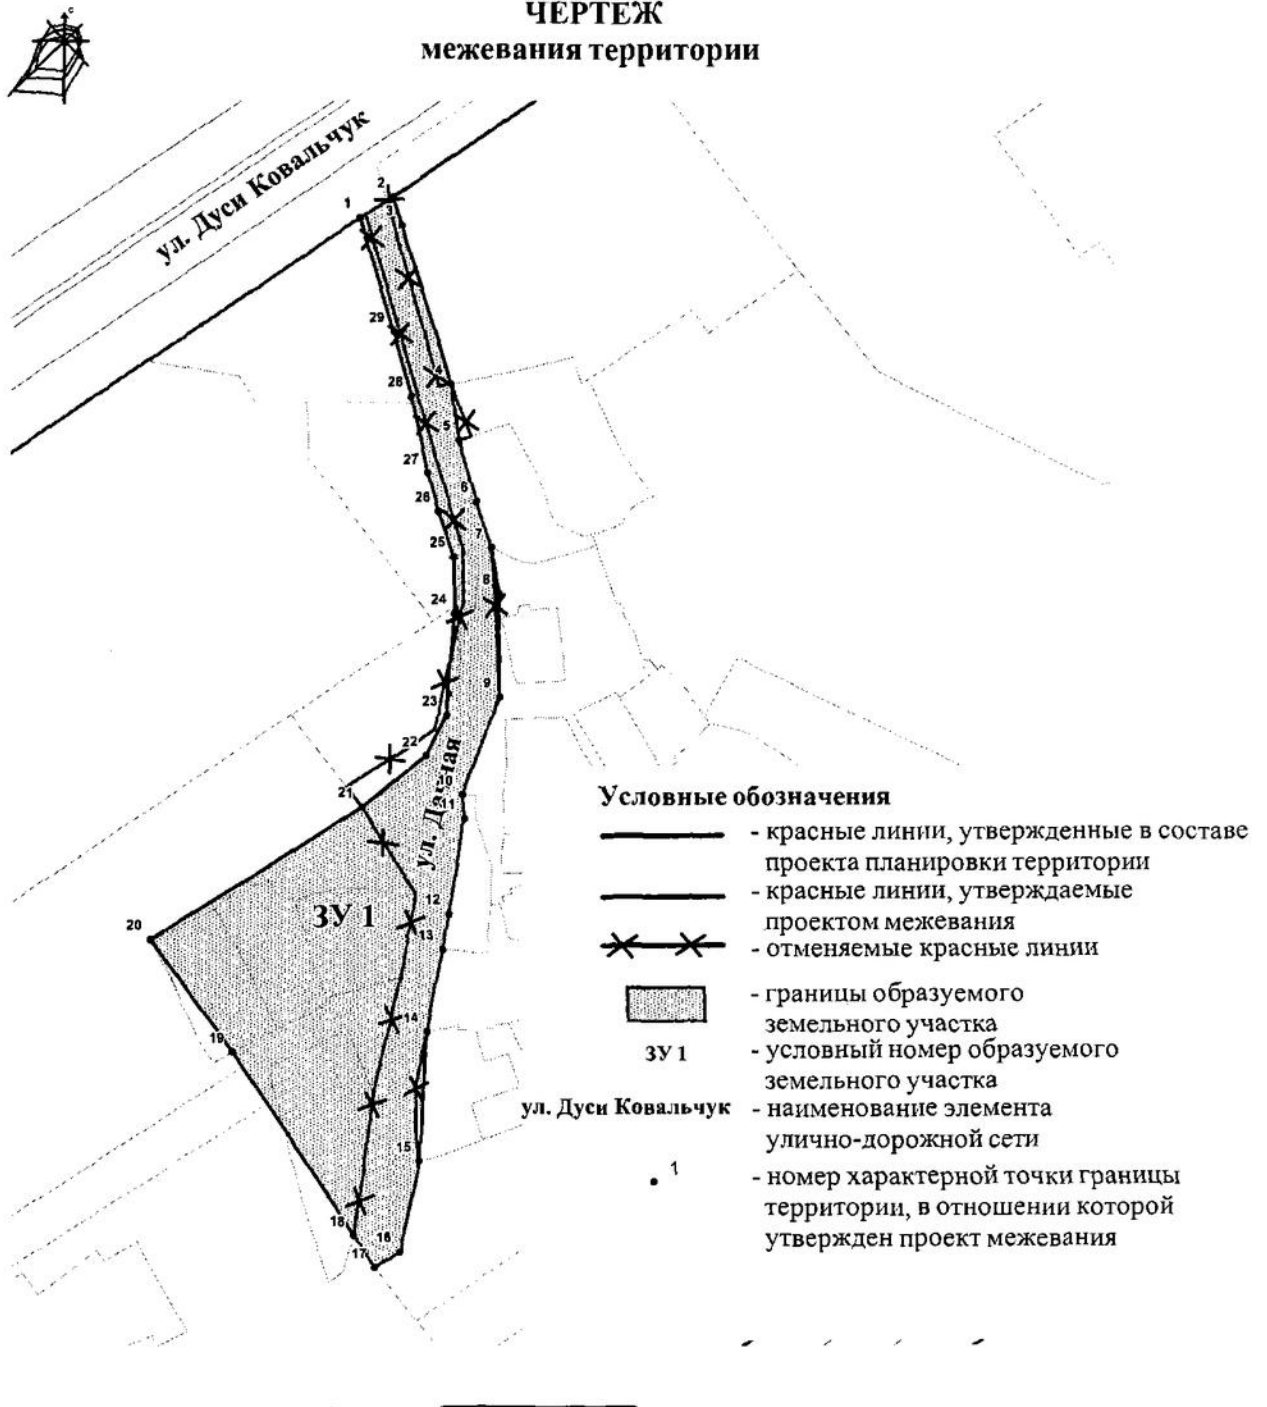 с
ЧЕРТЕЖ
межевания территории
ул. Дуси Ковальчук
1
2
3
29
4
28
5
27
6
26
7
25
8
24
9
23
22
ул. Дачная
10
21
11
12
20
ЗУ 1
13
14
19
15
18
16
17
Условные обозначения
- красные линии, утвержденные в составе
проекта планировки территории
- красные линии, утверждаемые
проектом межевания
- отменяемые красные линии
- границы образуемого
земельного участка
ЗУ 1 - условный номер образуемого
земельного участка
ул. Дуси Ковальчук - наименование элемента
улично-дорожной сети
1 - номер характерной точки границы
территории, в отношении которой
утвержден проект межевания